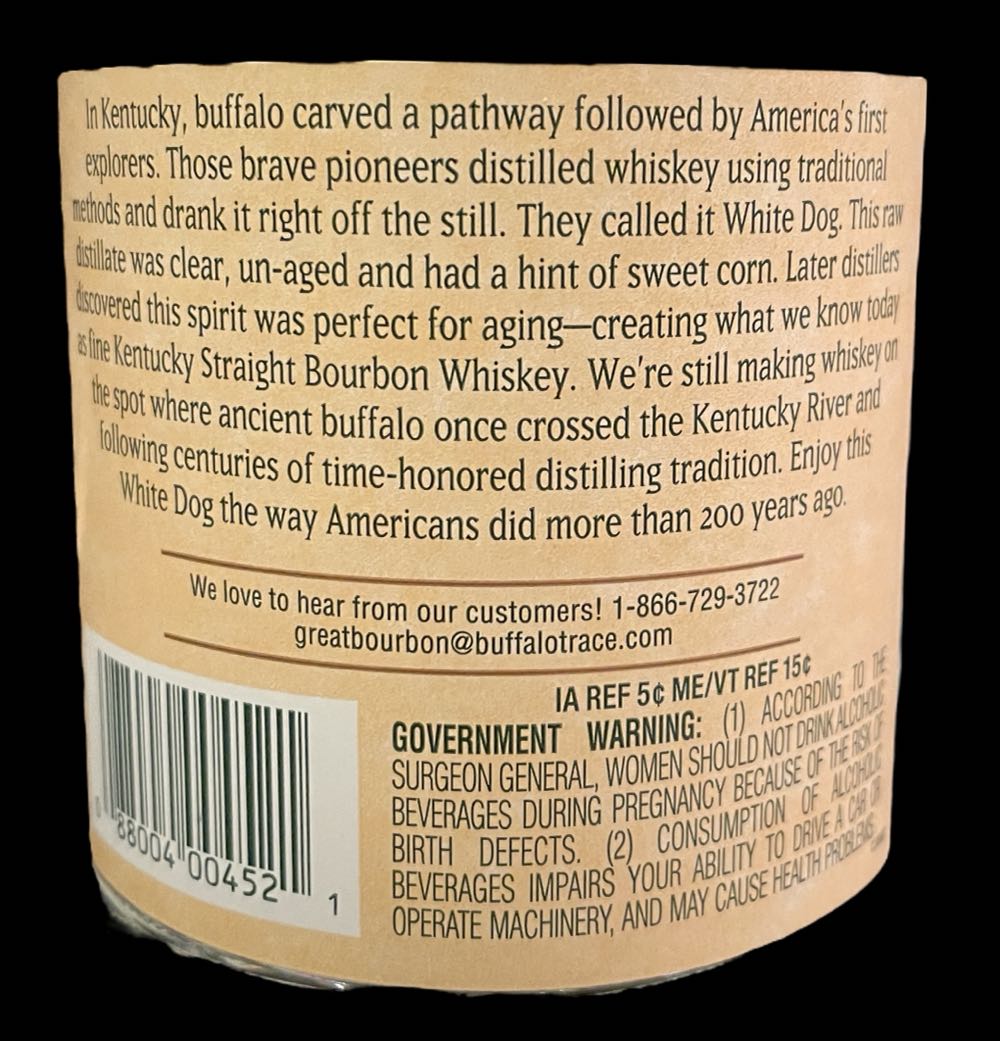 In Kentucky, buffalo carved a pathway followed by America's first
explorers. Those brave pioneers distilled whiskey using traditional
methods and drank it right off the still. They called it White Dog. This raw
distillate was clear, un-aged and had a hint of sweet corn. Later distillers
discovered this spirit was perfect for aging—creating what we know today
as fine Kentucky Straight Bourbon Whiskey. We're still making whiskey on
the spot where ancient buffalo once crossed the Kentucky River and
following centuries of time-honored distilling tradition. Enjoy this
White Dog the way Americans did more than 200 years ago.
We love to hear from our customers! 1-866-729-3722
greatbourbon@buffalotrace.com
IA REF 5¢ ME/VT REF 15¢
GOVERNMENT WARNING: (1) ACCORDING TO THE
SURGEON GENERAL, WOMEN SHOULD NOT DRINK ALCOHOLIC
BEVERAGES DURING PREGNANCY BECAUSE OF THE RISK OF
BIRTH DEFECTS. (2) CONSUMPTION OF ALCOHOLIC
BEVERAGES IMPAIRS YOUR ABILITY TO DRIVE A CAR OR
OPERATE MACHINERY, AND MAY CAUSE HEALTH PROBLEMS.
88004 00452 1